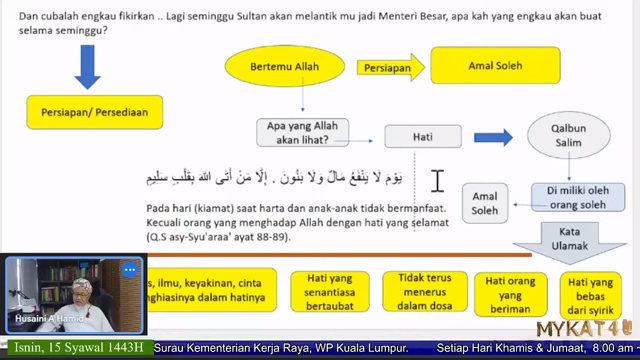 Dan cubalah engkau fikirkan .. Lagi seminggu Sultan akan melantik mu jadi Menteri Besar, apa kah yang engkau akan buat
selama seminggu?
Bertemu Allah
Persiapan
Amal Soleh
Persiapan/ Persediaan
Apa yang Allah
akan lihat?
Hati
Qalbun
Salim
يَوْمَ لَا يَنْفَعُ مَالٌ وَلَا بَنُونَ . إِلَّا مَنْ أَتَى اللَّهَ بِقَلْبٍ سَلِيمٍ
Pada hari (kiamat) saat harta dan anak-anak tidak bermanfaat.
Kecuali orang yang menghadap Allah dengan hati yang selamat
(Q.S asy-Syu'araa' ayat 88-89).
Amal
Soleh
Di miliki oleh
orang soleh
Kata
Ulamak
s, ilmu, keyakinan, cinta
nghiasinya dalam hatinya
Hati yang
senantiasa
bertaubat
Tidak terus
menerus
dalam dosa
Hati orang
yang
beriman
Hati yang
bebas
dari syirik
Husaini A Hamid
MYKAT4U
Isnin, 15 Syawal 1443H
Surau Kementerian Kerja Raya, WP Kuala Lumpur.
Setiap Hari Khamis & Jumaat, 8.00 am -